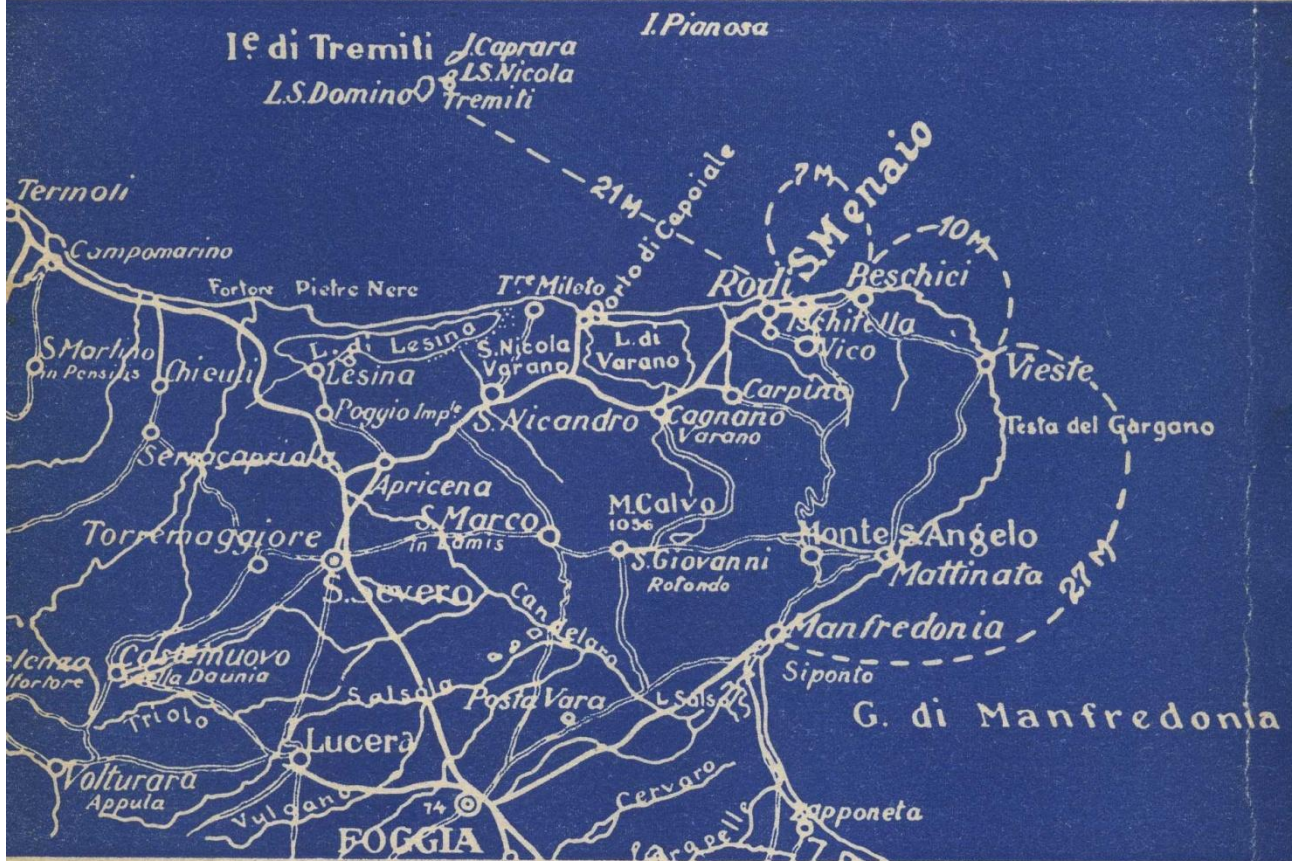 I. Pianosa
Iᵉ. di Tremiti
I. Caprara
I.S. Nicola
I.S. Domino
Tremiti
21 M
Porto di Capoiale
7 M
S. Menaio
10 M
Termoli
Campomarino
Fortore
Pietre Nere
Tʳᵉ Mileto
Rodi
Peschici
Ischitella
Vico
L. di Lesina
Lesina
S. Nicola
Varano
L. di
Varano
S Martino
in Pensilis
Chieuti
Poggio Impˡᵉ
S. Nicandro
Cagnano
Varano
Carpino
Vieste
Testa del Gargano
Serracapriola
Apricena
M. Calvo
1056
S. Marco
in Lamis
Torremaggiore
S. Giovanni
Rotondo
Monte S. Angelo
Mattinata
27 M
S. Severo
Candelaro
Manfredonia
Siponto
Castelnuovo
della Daunia
Salsola
Posta Vara
L. Salso
G. di Manfredonia
Triolo
Lucera
Volturara
Appula
Vulgano
74
FOGGIA
Cervaro
Zapponeta